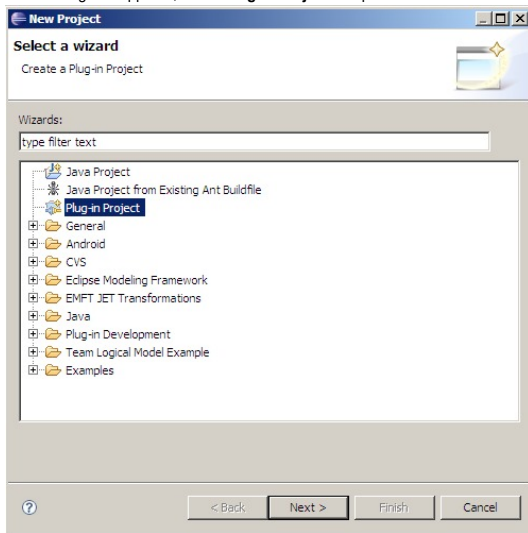 New Project
Select a wizard
Create a Plug-in Project
Wizards:
type filter text
Java Project
Java Project from Existing Ant Buildfile
Plug-in Project
General
Android
CVS
Eclipse Modeling Framework
EMFT JET Transformations
Java
Plug-in Development
Team Logical Model Example
Examples
?
< Back Next > Finish Cancel